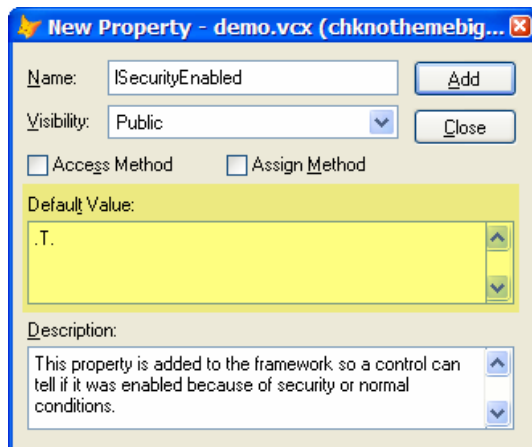 New Property - demo.vcx (chknothemebig...
Name: lSecurityEnabled Add
Visibility: Public Close
Access Method Assign Method
Default Value:
.T.
Description:
This property is added to the framework so a control can
tell if it was enabled because of security or normal
conditions.